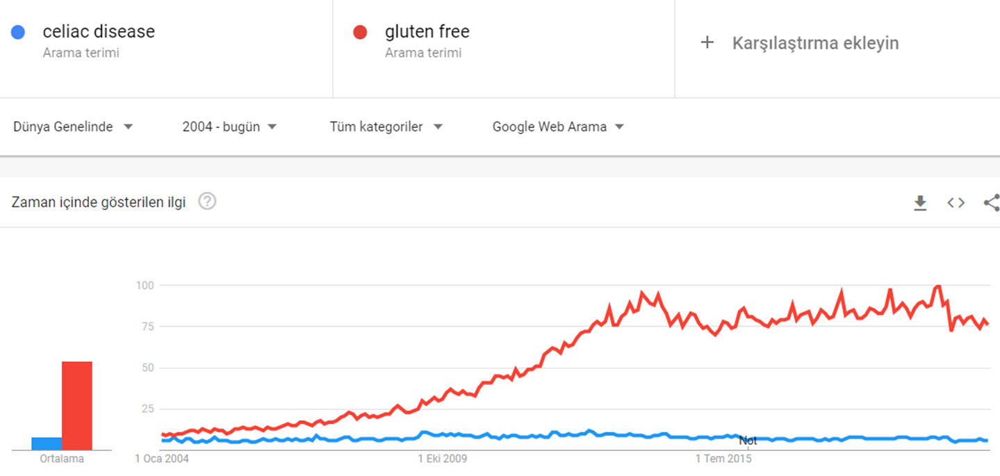 celiac disease
Arama terimi
gluten free
Arama terimi
+ Karşılaştırma ekleyin
Dünya Genelinde
2004 - bugün
Tüm kategoriler
Google Web Arama
Zaman içinde gösterilen ilgi
?
100
75
50
25
Not
Ortalama
1 Oca 2004
1 Eki 2009
1 Tem 2015